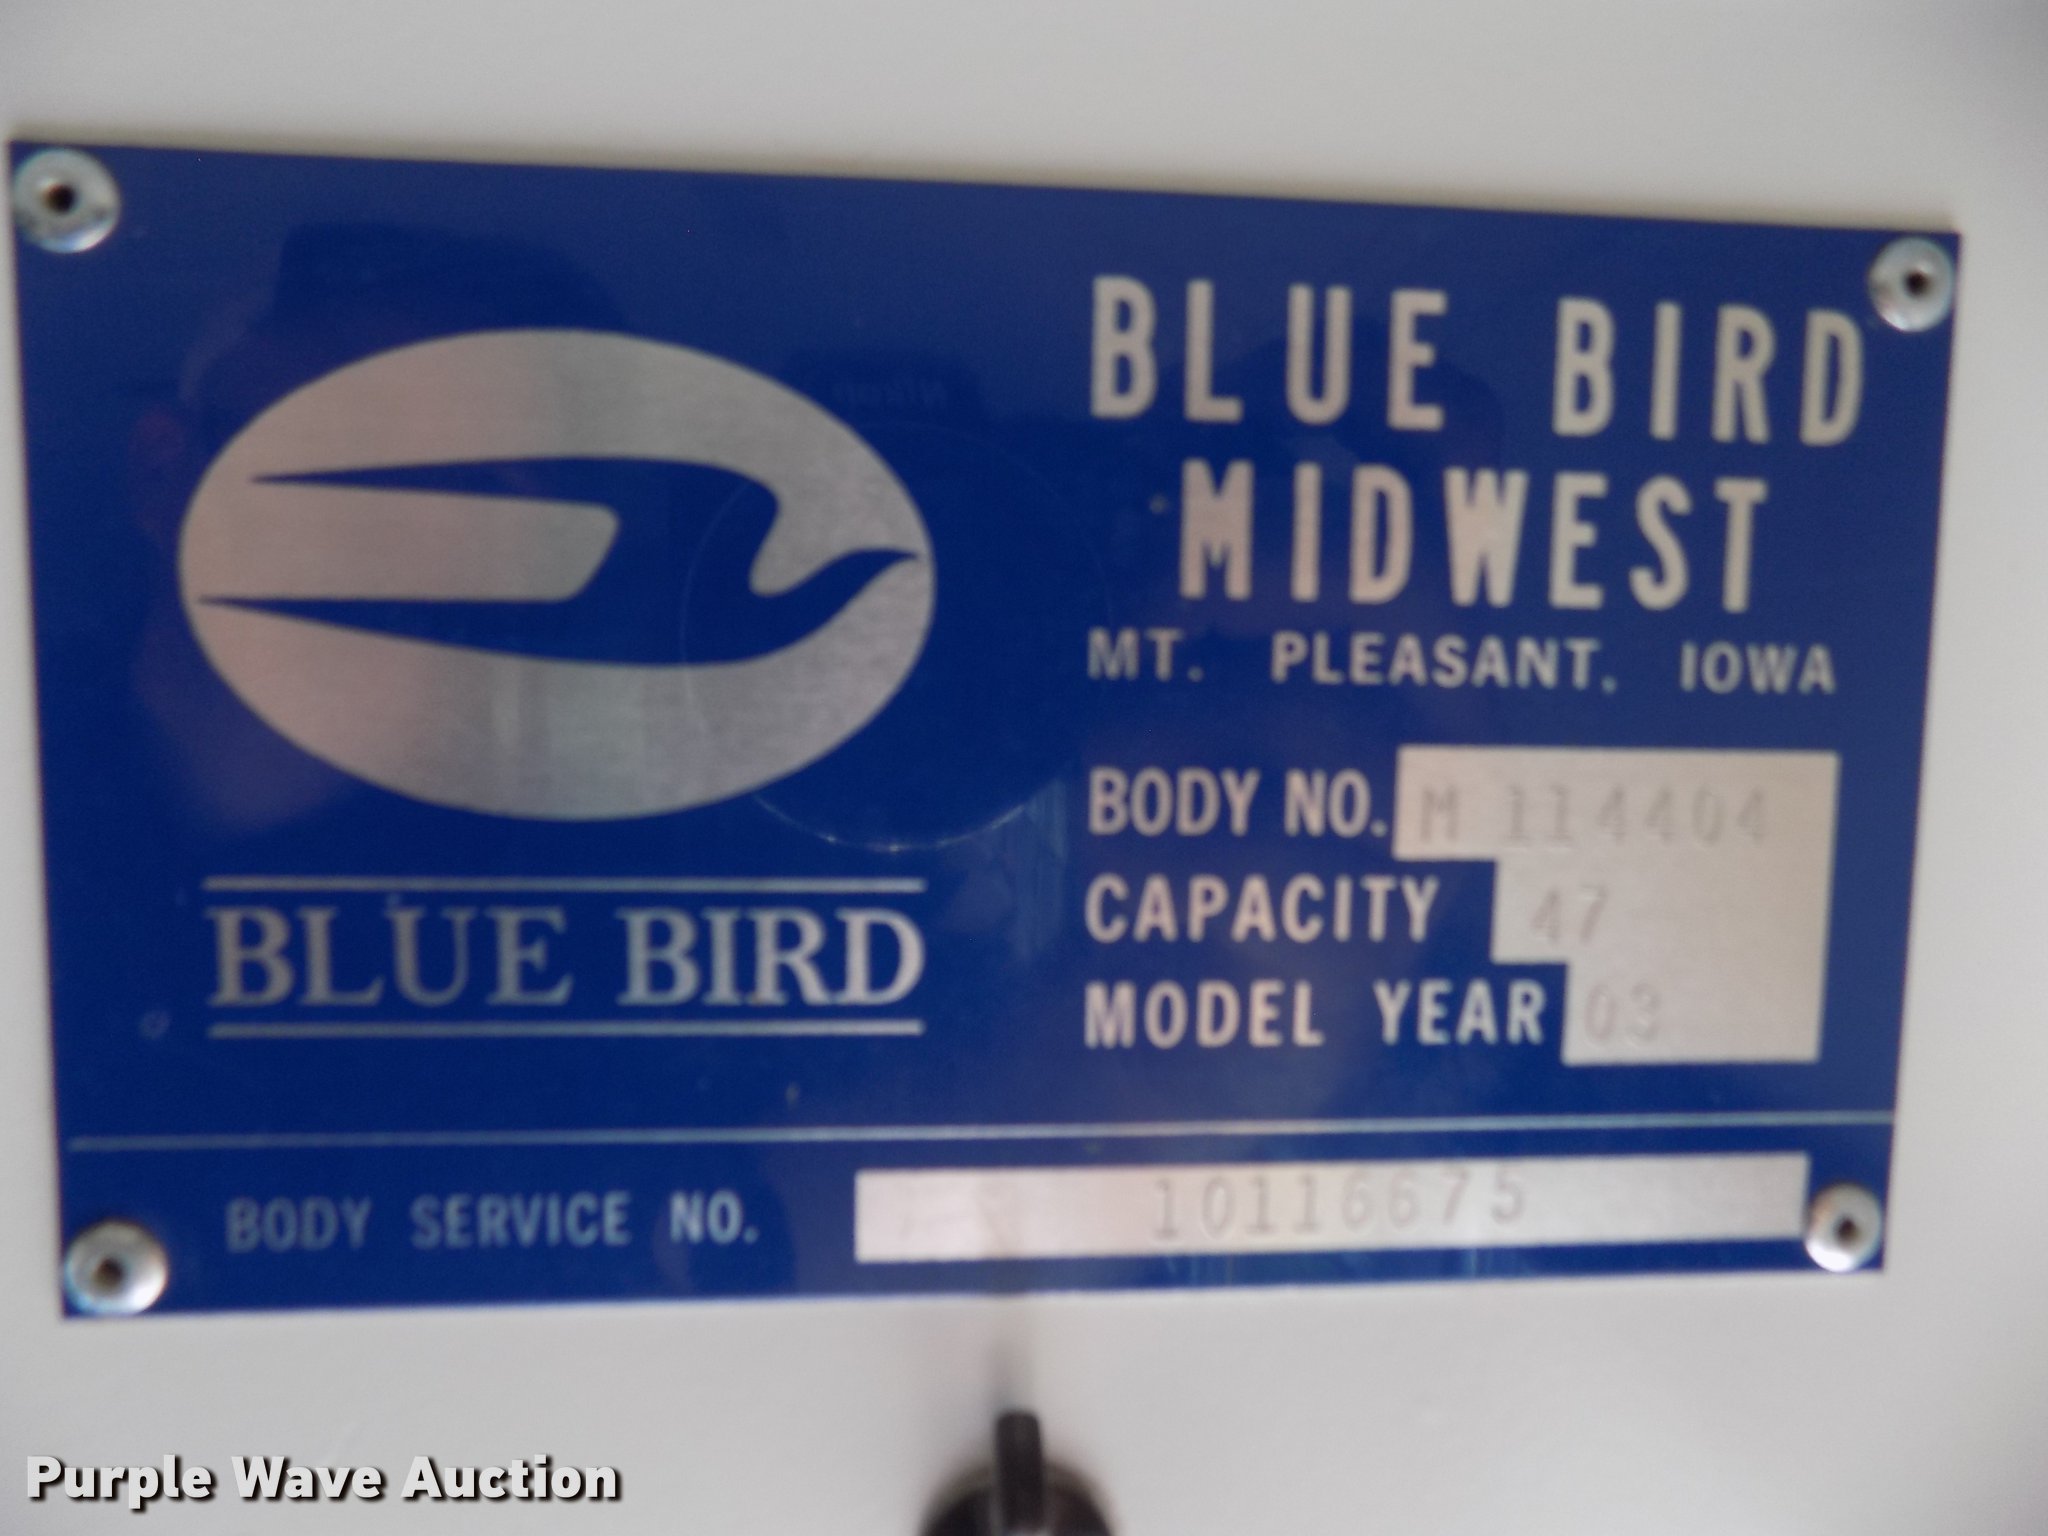 BLUE BIRD
MIDWEST
MT. PLEASANT, IOWA
BODY NO. M 114404
CAPACITY 47
MODEL YEAR 03
BLUE BIRD
BODY SERVICE NO. 10116675
Purple Wave Auction